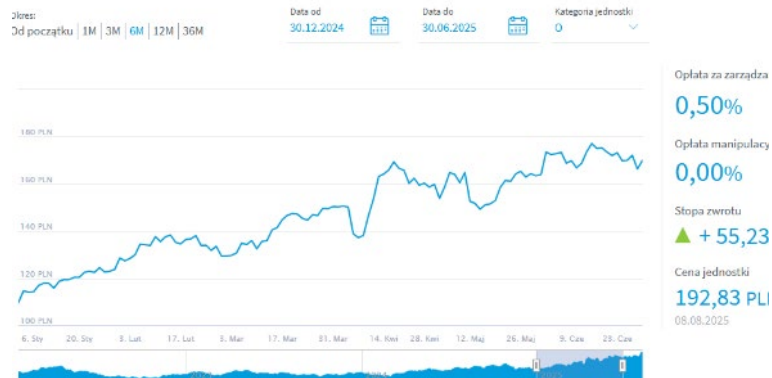 Okres:
Od początku | 1M | 3M | 6M | 12M | 36M
Data od
30.12.2024
Data do
30.06.2025
Kategoria jednostki
O
180 PLN
160 PLN
140 PLN
120 PLN
100 PLN
6. Sty 20. Sty 3. Lut 17. Lut 3. Mar 17. Mar 31. Mar 14. Kwi 28. Kwi 12. Maj 26. Maj 9. Cze 23. Cze
Opłata za zarządza
0,50%
Opłata manipulacy
0,00%
Stopa zwrotu
+ 55,23
Cena jednostki
192,83 PL
08.08.2025